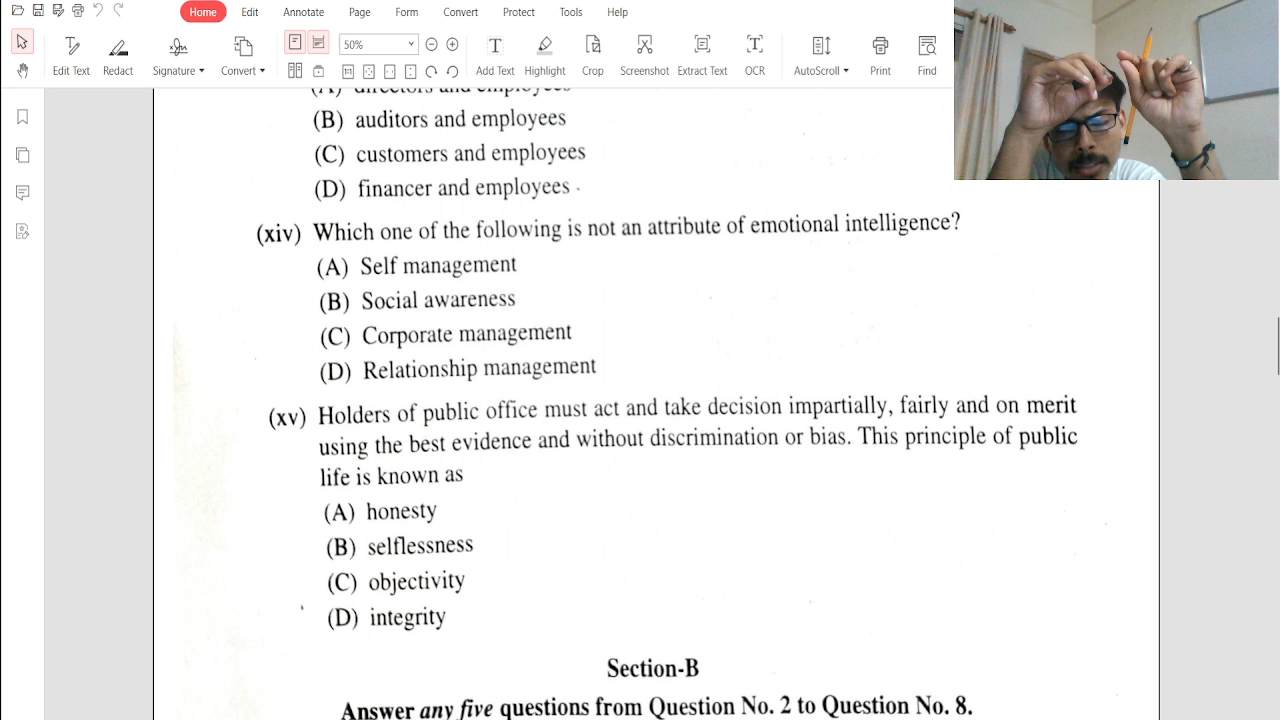 Home Edit Annotate Page Form Convert Protect Tools Help
50%
Edit Text Redact Signature Convert Add Text Highlight Crop Screenshot Extract Text OCR AutoScroll Print Find
(A) directors and employees
(B) auditors and employees
(C) customers and employees
(D) financer and employees
(xiv) Which one of the following is not an attribute of emotional intelligence?
(A) Self management
(B) Social awareness
(C) Corporate management
(D) Relationship management
(xv) Holders of public office must act and take decision impartially, fairly and on merit
using the best evidence and without discrimination or bias. This principle of public
life is known as
(A) honesty
(B) selflessness
(C) objectivity
(D) integrity
Section-B
Answer any five questions from Question No. 2 to Question No. 8.